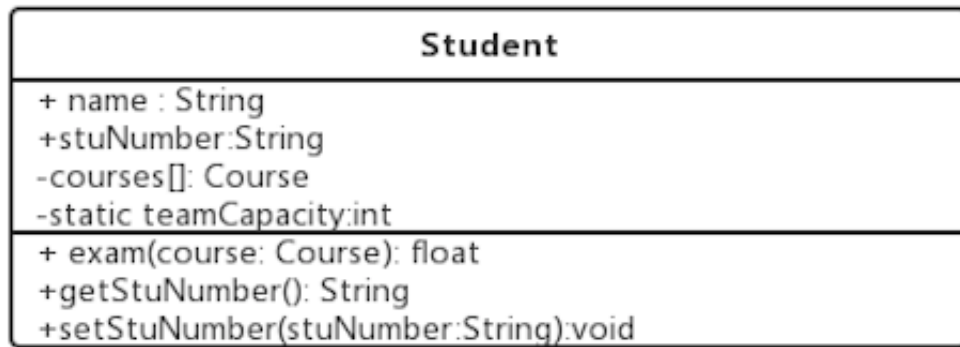 Student
+ name : String
+stuNumber:String
-courses[]: Course
-static teamCapacity:int
+ exam(course: Course): float
+getStuNumber(): String
+setStuNumber(stuNumber:String):void